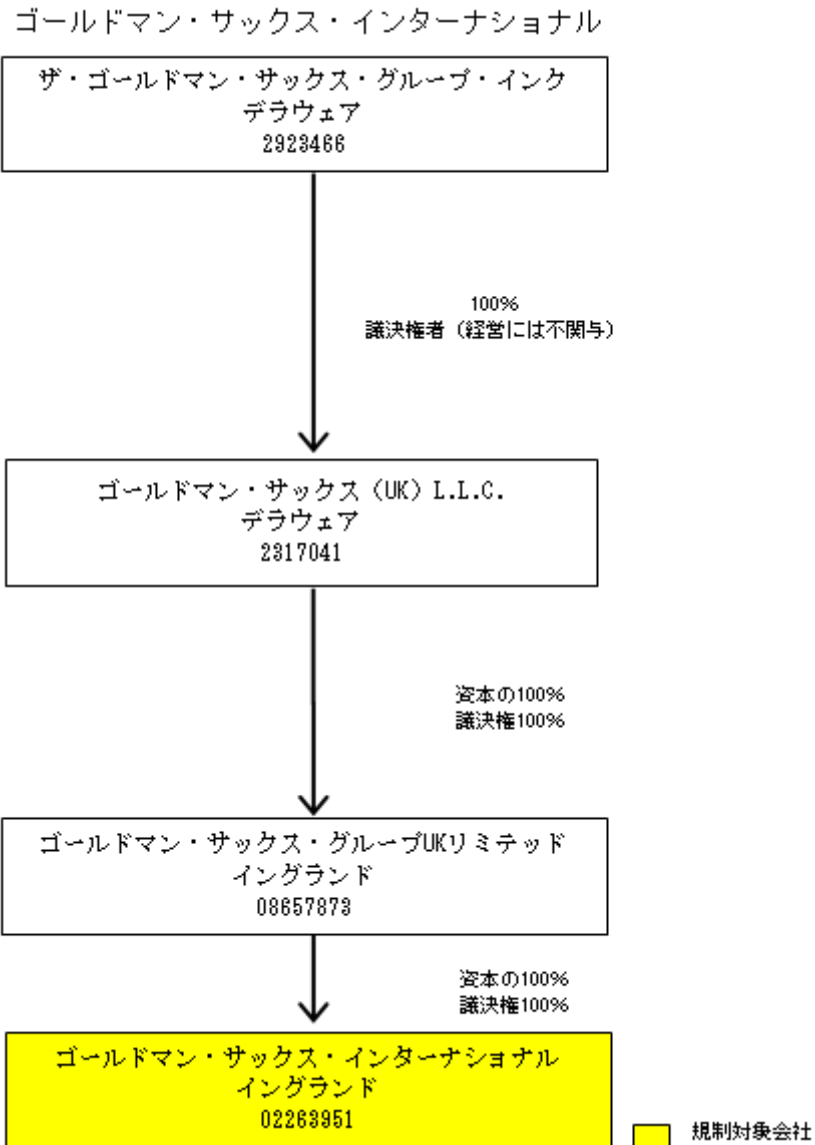 ゴールドマン・サックス・インターナショナル
ザ・ゴールドマン・サックス・グループ・インク
デラウェア
2923466
100%
議決権者（経営には不関与）
ゴールドマン・サックス（UK）L.L.C.
デラウェア
2317041
資本の100%
議決権100%
ゴールドマン・サックス・グループUKリミテッド
イングランド
08657873
資本の100%
議決権100%
ゴールドマン・サックス・インターナショナル
イングランド
02263951
規制対象会社